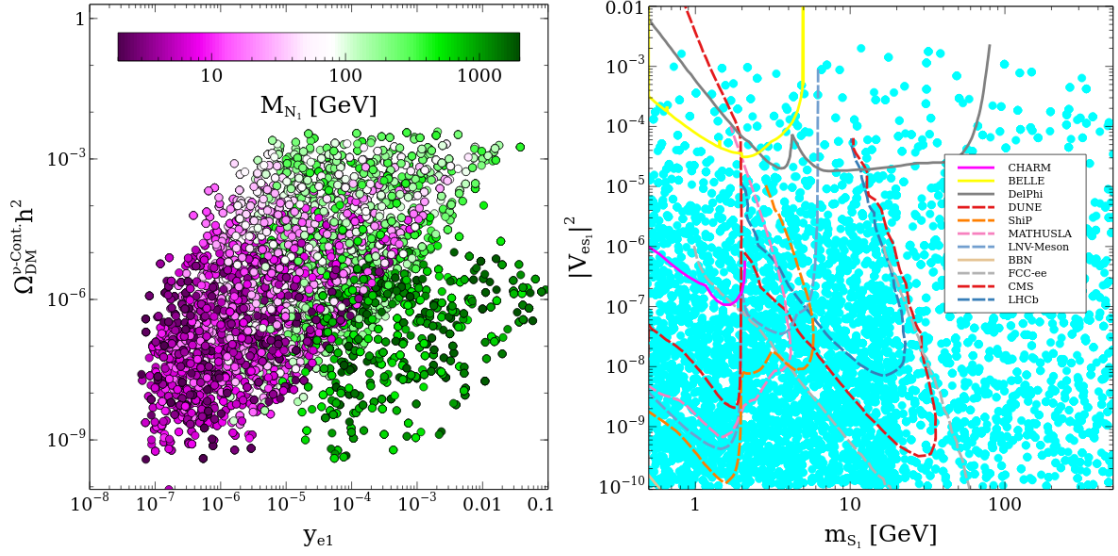 1
10⁻³
10⁻⁶
10⁻⁹
Ω_DM^ν-Cont. h²
10 100 1000
M_N₁ [GeV]
10⁻⁸ 10⁻⁷ 10⁻⁶ 10⁻⁵ 10⁻⁴ 10⁻³ 0.01 0.1
y_e1
0.01
10⁻³
10⁻⁴
10⁻⁵
10⁻⁶
10⁻⁷
10⁻⁸
10⁻⁹
10⁻¹⁰
|V_es₁|²
CHARM
BELLE
DelPhi
DUNE
ShiP
MATHUSLA
LNV-Meson
BBN
FCC-ee
CMS
LHCb
1 10 100
m_S₁ [GeV]